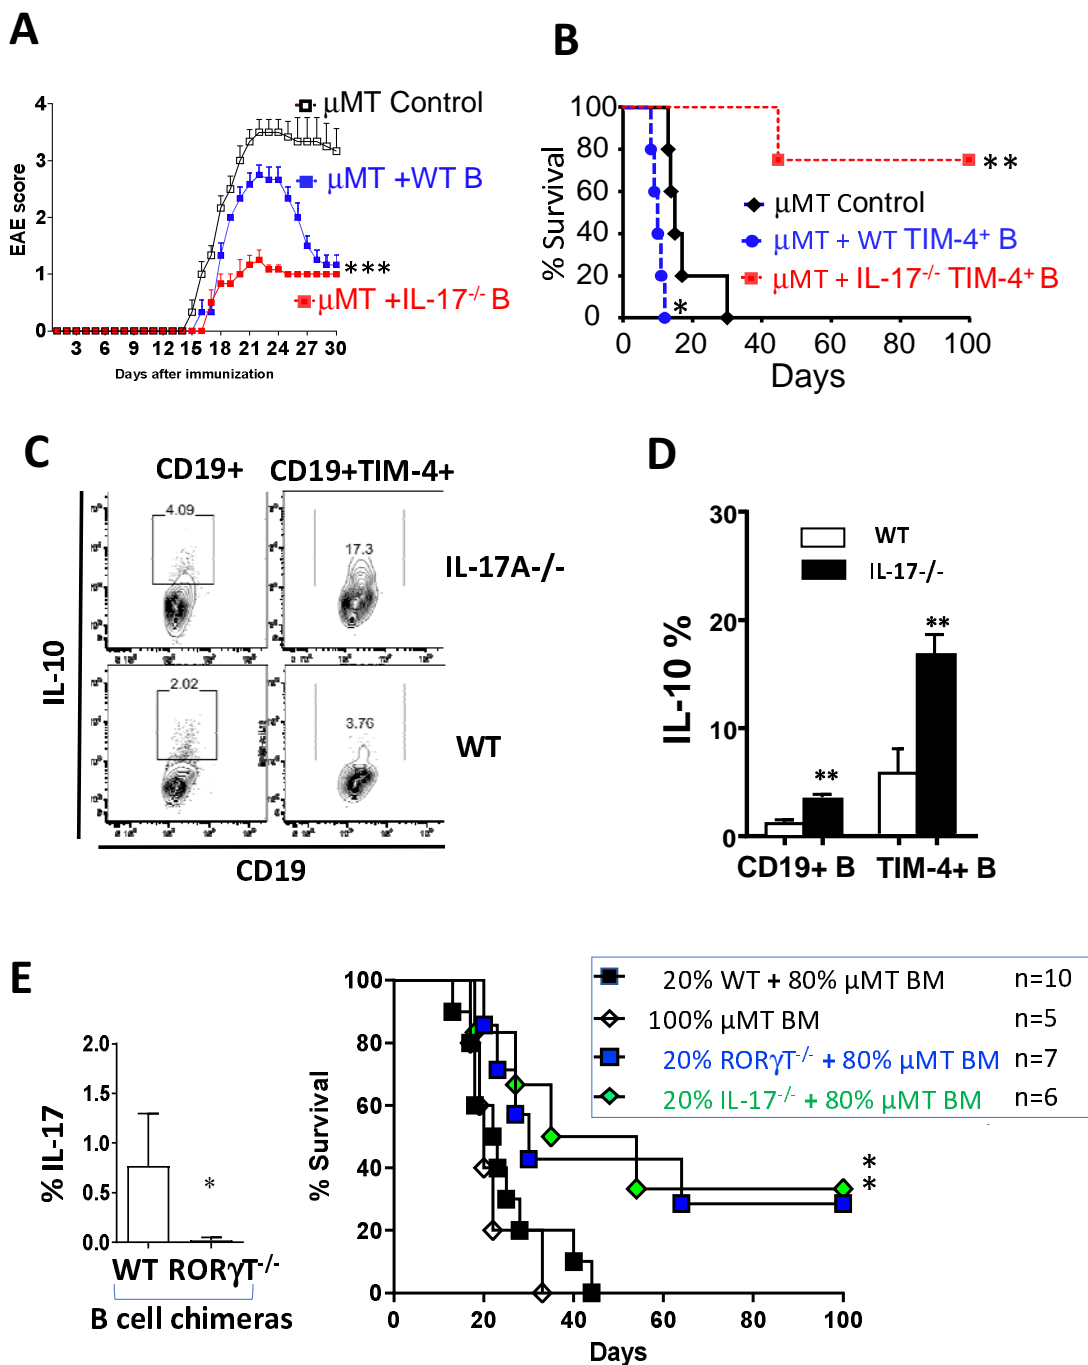 A
4
3
2
1
0
EAE score
μMT Control
μMT +WT B
***
μMT +IL-17-/- B
3 6 9 12 15 18 21 24 27 30
Days after immunization
B
100
80
60
40
20
0
% Survival
**
μMT Control
μMT + WT TIM-4+ B
μMT + IL-17-/- TIM-4+ B
*
0 20 40 60 80 100
Days
C
CD19+ CD19+TIM-4+
4.09
17.3
IL-17A-/-
IL-10
2.02
3.76
WT
CD19
D
30
20
10
0
IL-10 %
WT
IL-17-/-
**
**
CD19+ B TIM-4+ B
E
2.0
1.5
1.0
0.5
0.0
% IL-17
*
WT RORγT-/-
B cell chimeras
100
80
60
40
20
0
% Survival
20% WT + 80% μMT BM n=10
100% μMT BM n=5
20% RORγT-/- + 80% μMT BM n=7
20% IL-17-/- + 80% μMT BM n=6
*
*
0 20 40 60 80 100
Days